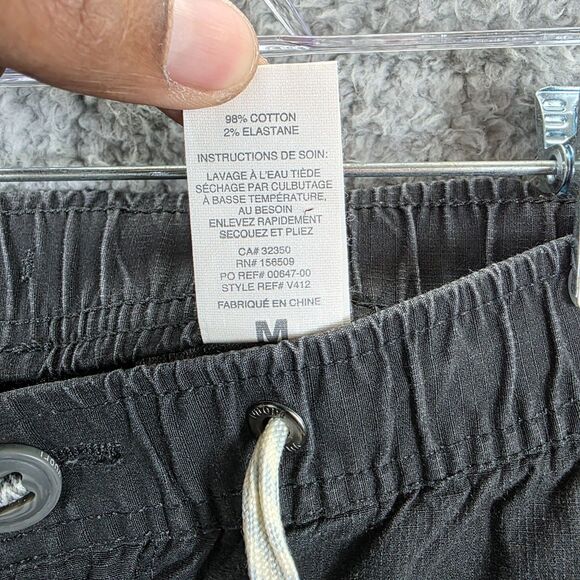 98% COTTON
2% ELASTANE
INSTRUCTIONS DE SOIN:
LAVAGE À L'EAU TIÈDE
SÉCHAGE PAR CULBUTAGE
À BASSE TEMPÉRATURE,
AU BESOIN
ENLEVEZ RAPIDEMENT
SECOUEZ ET PLIEZ
CA# 32350
RN# 156509
PO REF# 00647-00
STYLE REF# V412
FABRIQUÉ EN CHINE
M